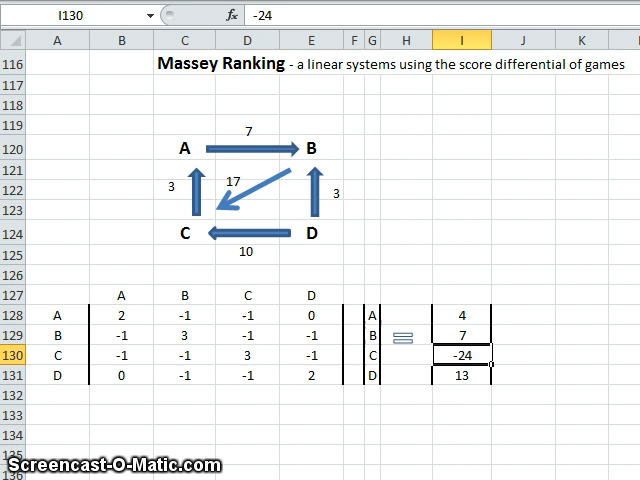 I130 fx -24
A B C D E F G H I J K
116 Massey Ranking - a linear systems using the score differential of games
117
118
119 7
120 A B
121
122 3 17 3
123
124 C D
125 10
126
127 A B C D
128 A 2 -1 -1 0 A 4
129 B -1 3 -1 -1 B = 7
130 C -1 -1 3 -1 C -24
131 D 0 -1 -1 2 D 13
132
133
134
135
136
Screencast-O-Matic.com